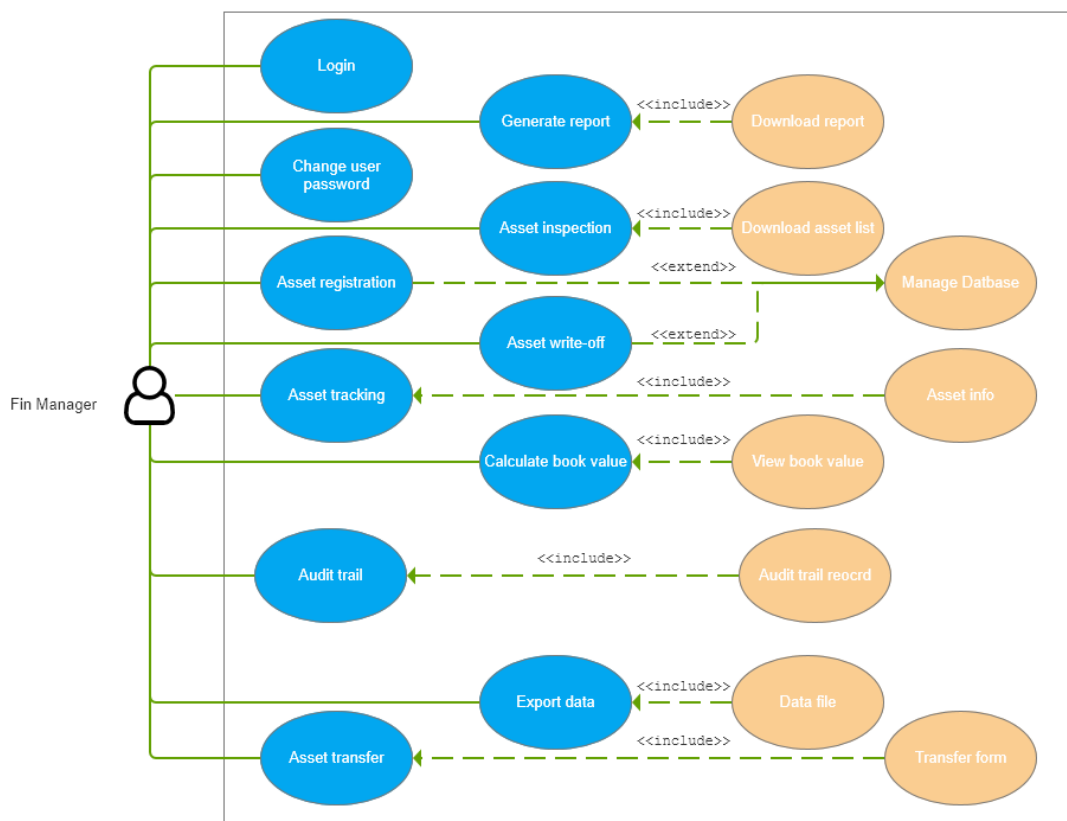 Login
Generate report
<<include>>
Download report
Change user
password
Asset inspection
<<include>>
Download asset list
Asset registration
<<extend>>
Manage Datbase
Asset write-off
<<extend>>
Fin Manager
Asset tracking
<<include>>
Asset info
Calculate book value
<<include>>
View book value
Audit trail
<<include>>
Audit trail reocrd
Export data
<<include>>
Data file
Asset transfer
<<include>>
Transfer form